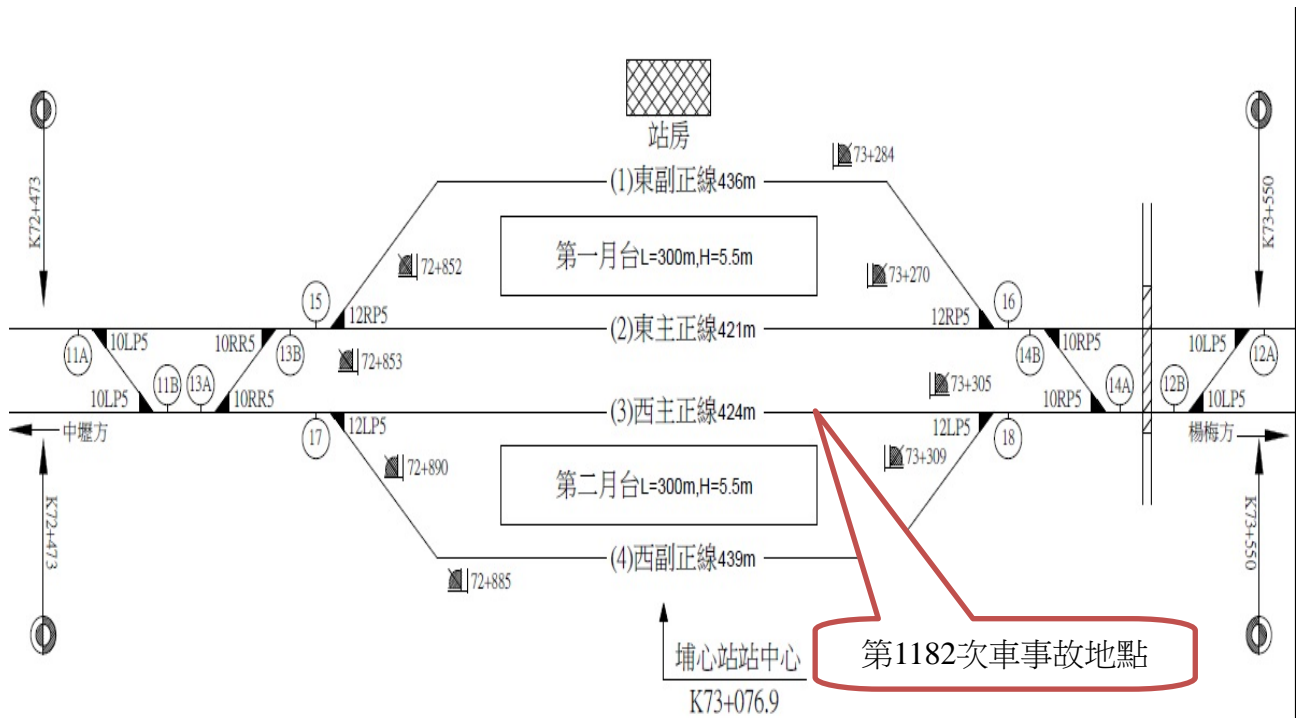 站房
73+284
K72+473
(1)東副正線436m
K73+550
第一月台L=300m,H=5.5m
72+852
73+270
15
12RP5
12RP5
16
11A
10LP5
10RR5
13B
(2)東主正線421m
14B
10RP5
10LP5
12A
72+853
11B
13A
73+305
14A
12B
10LP5
10RR5
(3)西主正線424m
10RP5
10LP5
中壢方
17
12LP5
12LP5
18
楊梅方
72+890
第二月台L=300m,H=5.5m
73+309
K72+473
K73+550
(4)西副正線439m
72+885
埔心站站中心
K73+076.9
第1182次車事故地點